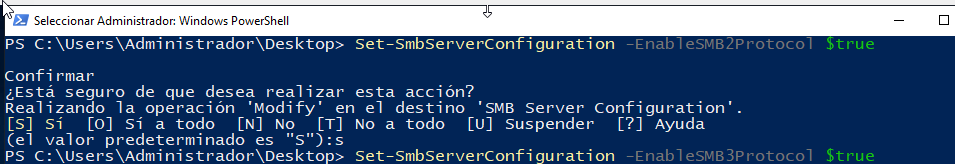 Seleccionar Administrador: Windows PowerShell
PS C:\Users\Administrador\Desktop> Set-SmbServerConfiguration -EnableSMB2Protocol $true
Confirmar
¿Está seguro de que desea realizar esta acción?
Realizando la operación 'Modify' en el destino 'SMB Server Configuration'.
[S] Sí  [O] Sí a todo  [N] No  [T] No a todo  [U] Suspender  [?] Ayuda
(el valor predeterminado es "S"):s
PS C:\Users\Administrador\Desktop> Set-SmbServerConfiguration -EnableSMB3Protocol $true